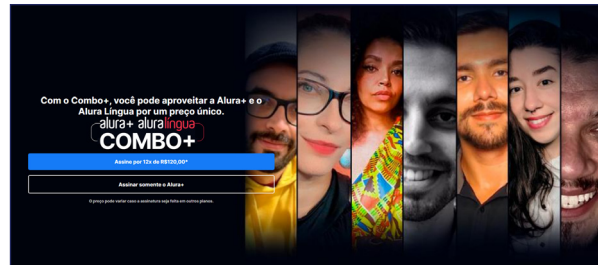 Com o Combo+, você pode aproveitar a Alura+ e o
Alura Língua por um preço único.
alura+ aluralíngua
COMBO+
Assine por 12x de R$120,00*
Assinar somente o Alura+
O preço pode variar caso a assinatura seja feita em outros planos.